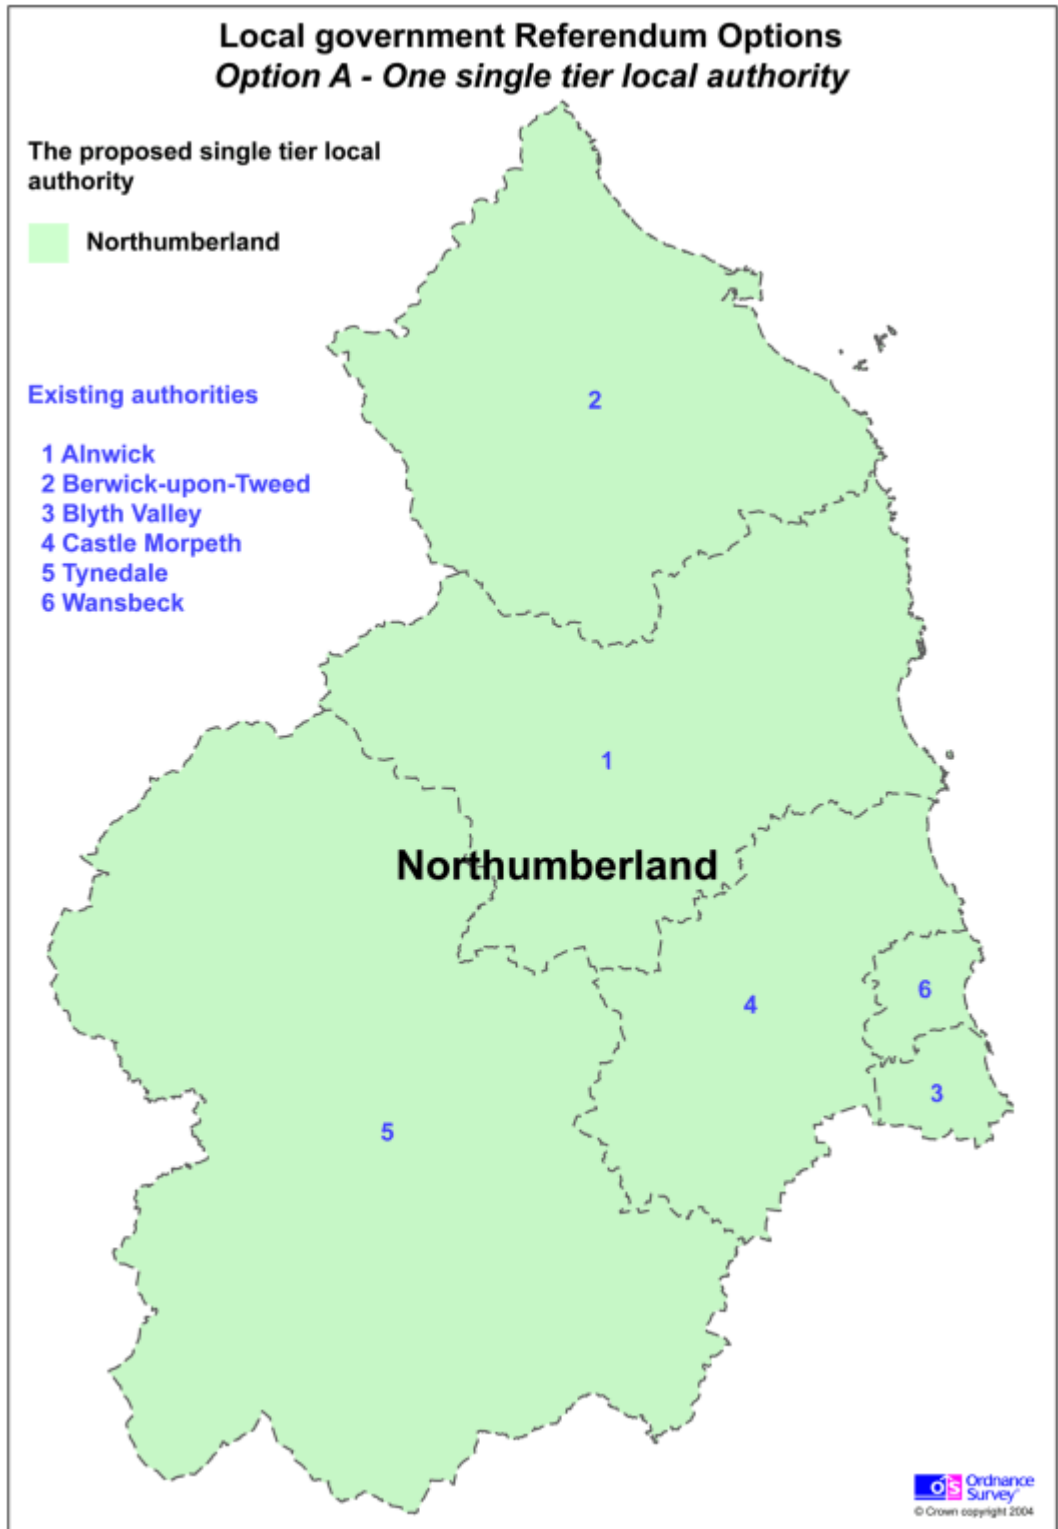 Local government Referendum Options
Option A - One single tier local authority
The proposed single tier local
authority
Northumberland
Existing authorities
1 Alnwick
2 Berwick-upon-Tweed
3 Blyth Valley
4 Castle Morpeth
5 Tynedale
6 Wansbeck
2
1
Northumberland
6
4
3
5
OS Ordnance
Survey®
© Crown copyright 2004